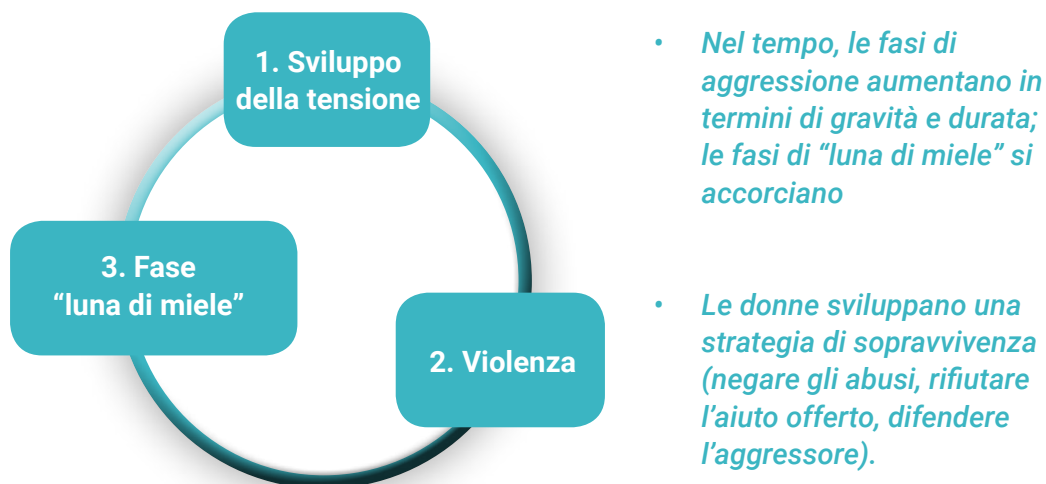 1. Sviluppo
della tensione
3. Fase
“luna di miele”
2. Violenza
• Nel tempo, le fasi di
aggressione aumentano in
termini di gravità e durata;
le fasi di “luna di miele” si
accorciano
• Le donne sviluppano una
strategia di sopravvivenza
(negare gli abusi, rifiutare
l’aiuto offerto, difendere
l’aggressore).